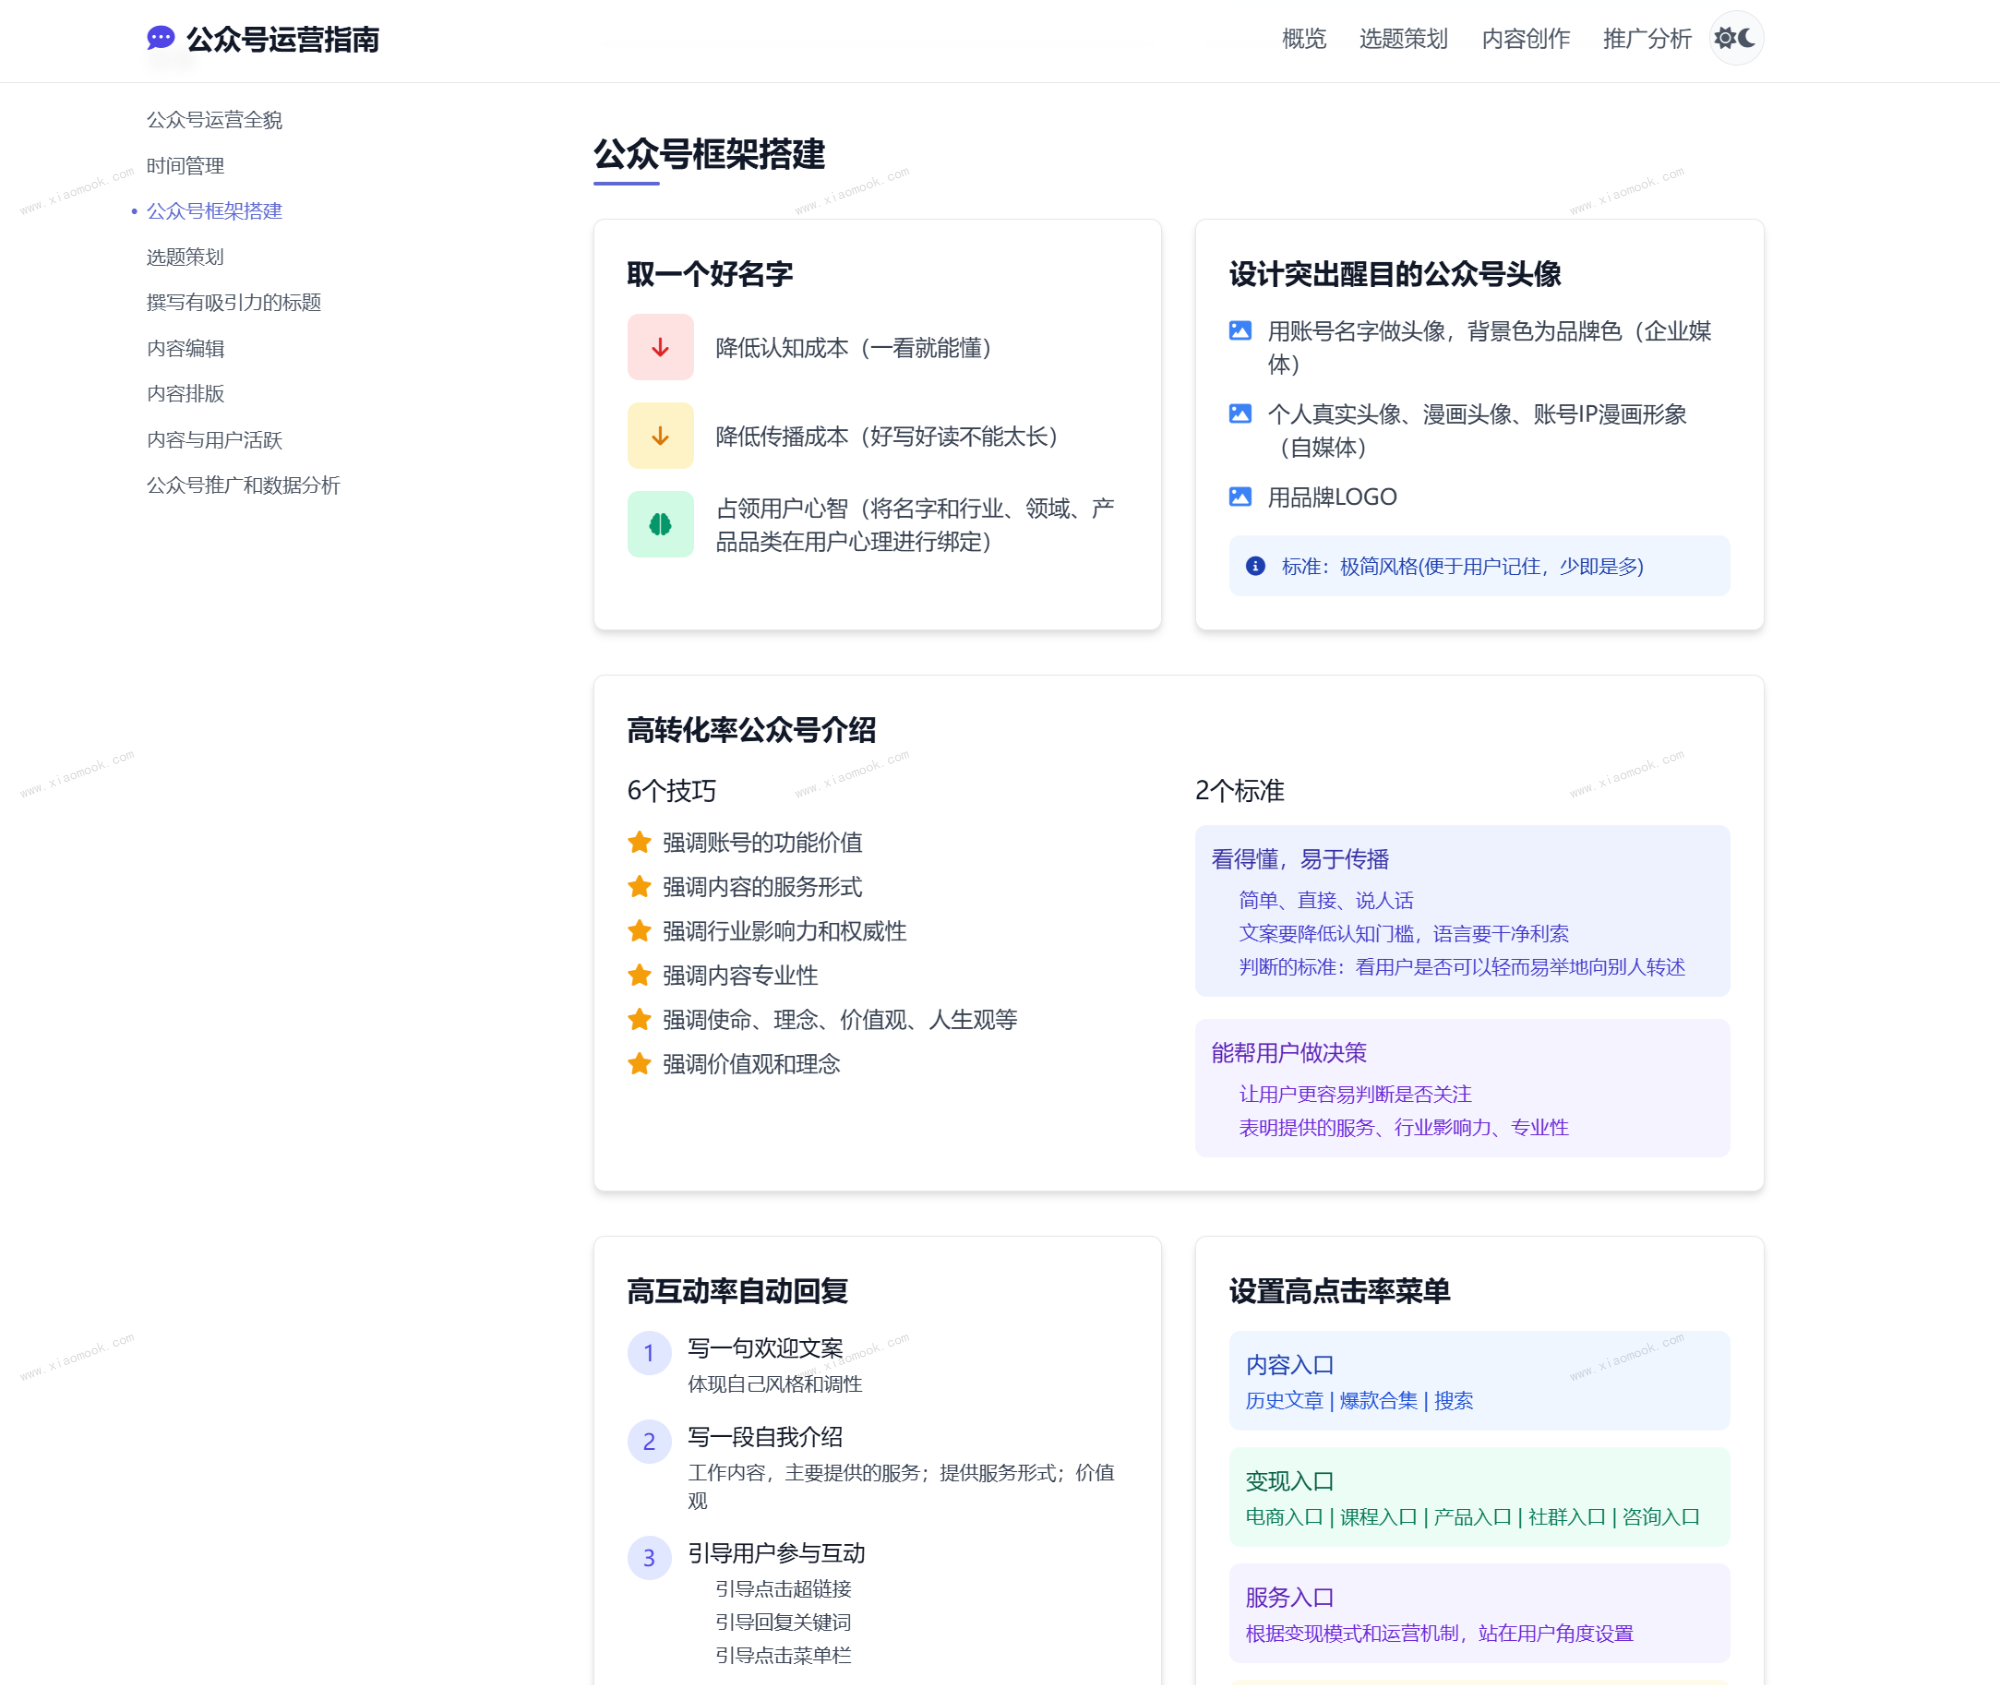 公众号运营指南
概览
选题策划
内容创作
推广分析
公众号运营全貌
时间管理
公众号框架搭建
选题策划
撰写有吸引力的标题
内容编辑
内容排版
内容与用户活跃
公众号推广和数据分析
公众号框架搭建
取一个好名字
降低认知成本（一看就能懂）
降低传播成本（好写好读不能太长）
占领用户心智（将名字和行业、领域、产
品品类在用户心理进行绑定）
设计突出醒目的公众号头像
用账号名字做头像，背景色为品牌色（企业媒
体）
个人真实头像、漫画头像、账号IP漫画形象
（自媒体）
用品牌LOGO
标准：极简风格(便于用户记住，少即是多)
高转化率公众号介绍
6个技巧
强调账号的功能价值
强调内容的服务形式
强调行业影响力和权威性
强调内容专业性
强调使命、理念、价值观、人生观等
强调价值观和理念
2个标准
看得懂，易于传播
简单、直接、说人话
文案要降低认知门槛，语言要干净利索
判断的标准：看用户是否可以轻而易举地向别人转述
能帮用户做决策
让用户更容易判断是否关注
表明提供的服务、行业影响力、专业性
高互动率自动回复
1
写一句欢迎文案
体现自己风格和调性
2
写一段自我介绍
工作内容，主要提供的服务；提供服务形式；价值
观
3
引导用户参与互动
引导点击超链接
引导回复关键词
引导点击菜单栏
设置高点击率菜单
内容入口
历史文章 | 爆款合集 | 搜索
变现入口
电商入口 | 课程入口 | 产品入口 | 社群入口 | 咨询入口
服务入口
根据变现模式和运营机制，站在用户角度设置
www.xiaomook.com
www.xiaomook.com
www.xiaomook.com
www.xiaomook.com
www.xiaomook.com
www.xiaomook.com
www.xiaomook.com
www.xiaomook.com
www.xiaomook.com